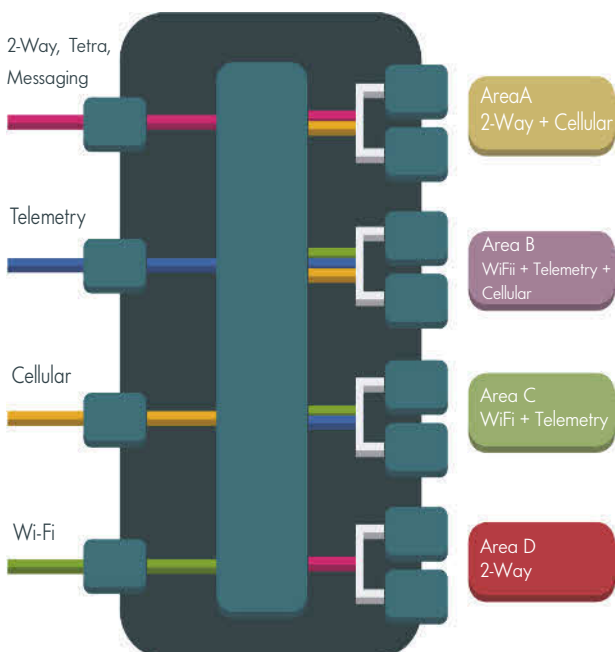 2-Way, Tetra,
Messaging
AreaA
2-Way + Cellular
Telemetry
Area B
WiFii + Telemetry +
Cellular
Cellular
Area C
WiFi + Telemetry
Wi-Fi
Area D
2-Way